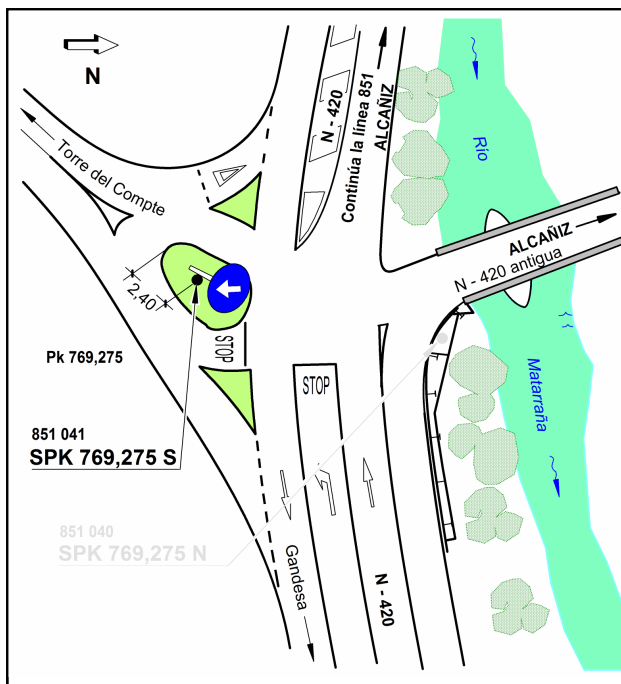 N
N - 420
Continúa la línea 851
ALCAÑIZ
Río
Torre del Compte
ALCAÑIZ
N - 420 antigua
2,40
STOP
Pk 769,275
STOP
Matarraña
851 041
SPK 769,275 S
851 040
SPK 769,275 N
Gandesa
N - 420